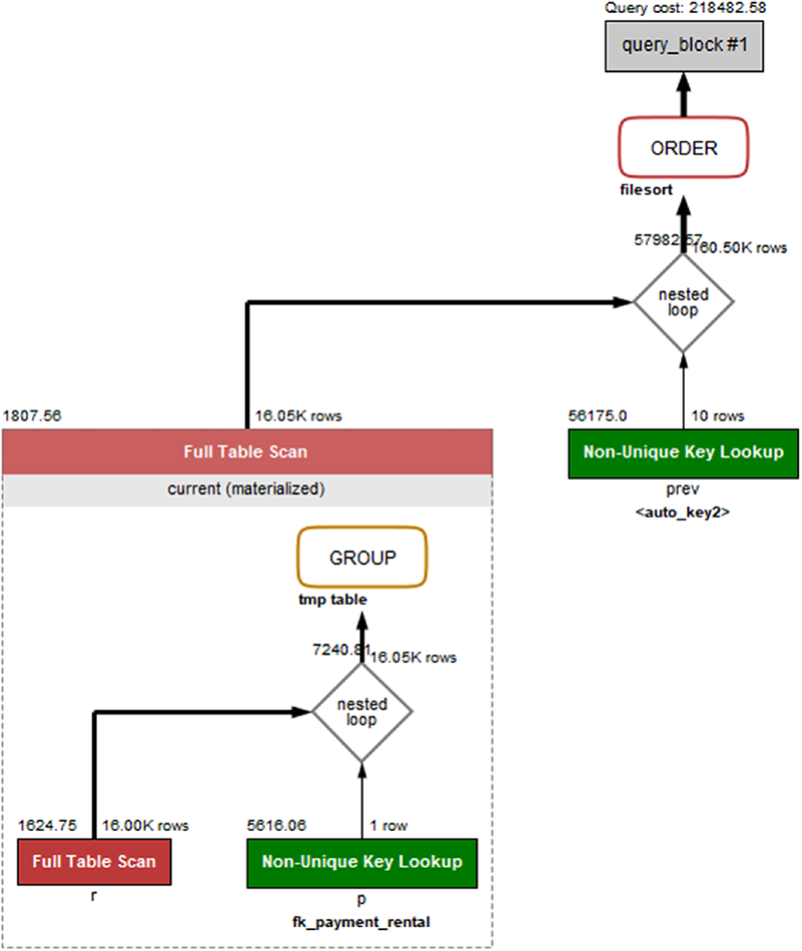 Query cost: 218482.58
query_block #1
ORDER
filesort
57982.57
160.50K rows
nested
loop
1807.56
16.05K rows
56175.0
10 rows
Full Table Scan
Non-Unique Key Lookup
current (materialized)
prev
<auto_key2>
GROUP
tmp table
7240.81
16.05K rows
nested
loop
1624.75
16.00K rows
5616.06
1 row
Full Table Scan
Non-Unique Key Lookup
r
p
fk_payment_rental